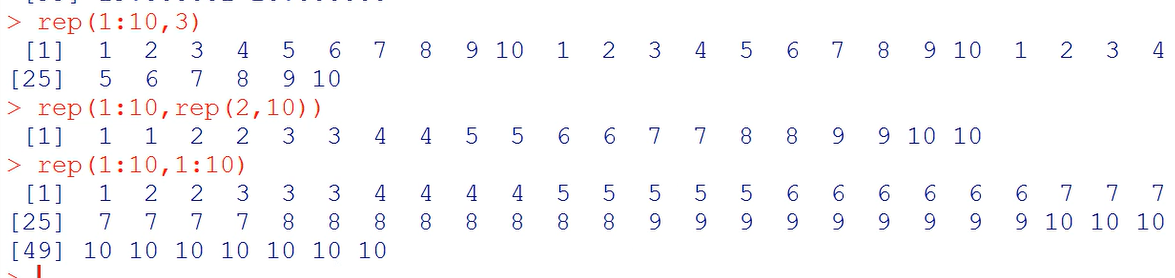 > rep(1:10,3)
[1] 1 2 3 4 5 6 7 8 9 10 1 2 3 4 5 6 7 8 9 10 1 2 3 4
[25] 5 6 7 8 9 10
> rep(1:10,rep(2,10))
[1] 1 1 2 2 3 3 4 4 5 5 6 6 7 7 8 8 9 9 10 10
> rep(1:10,1:10)
[1] 1 2 2 3 3 3 4 4 4 4 5 5 5 5 5 6 6 6 6 6 6 7 7 7
[25] 7 7 7 7 8 8 8 8 8 8 8 8 9 9 9 9 9 9 9 9 9 10 10 10
[49] 10 10 10 10 10 10 10
>